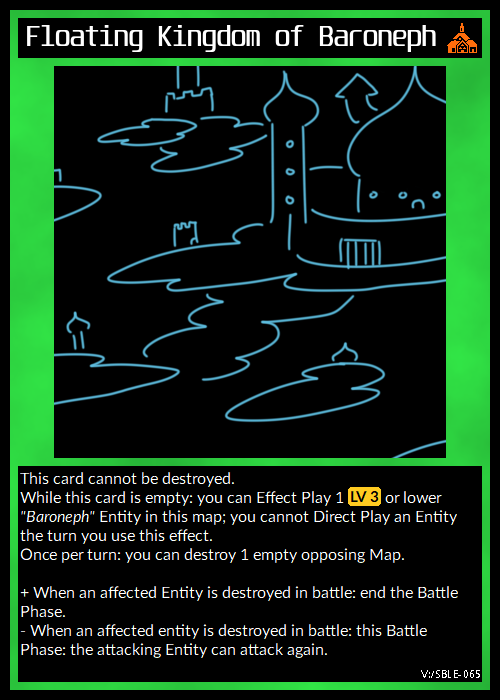 Floating Kingdom of Baroneph
This card cannot be destroyed.
While this card is empty: you can Effect Play 1 LV 3 or lower
"Baroneph" Entity in this map; you cannot Direct Play an Entity
the turn you use this effect.
Once per turn: you can destroy 1 empty opposing Map.
+ When an affected Entity is destroyed in battle: end the Battle
Phase.
- When an affected entity is destroyed in battle: this Battle
Phase: the attacking Entity can attack again.
V:/SBLE-065